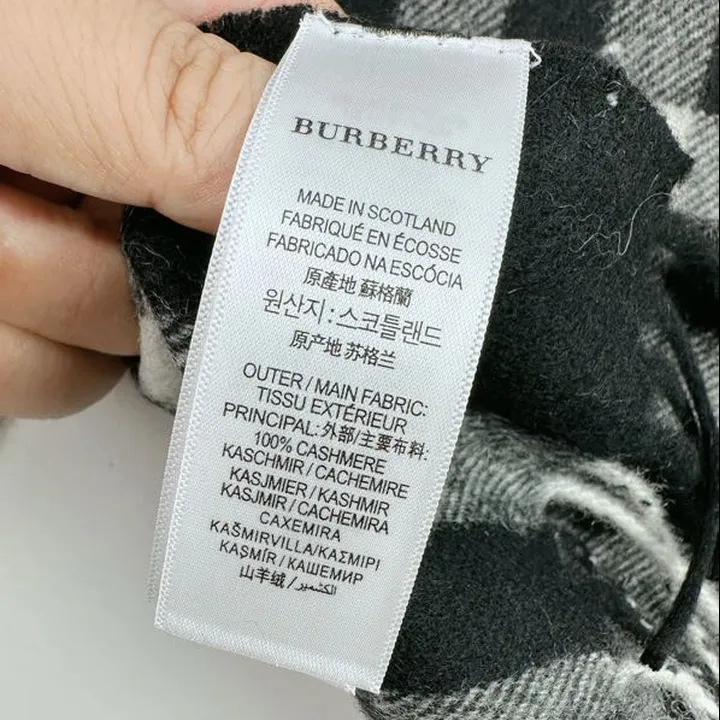 BURBERRY
MADE IN SCOTLAND
FABRIQUÉ EN ÉCOSSE
FABRICADO NA ESCÓCIA
原產地 蘇格蘭
원산지:스코틀랜드
原产地 苏格兰
OUTER / MAIN FABRIC:
TISSU EXTÉRIEUR
PRINCIPAL:外部/主要布料:
100% CASHMERE
KASCHMIR / CACHEMIRE
KASJMIER / KASHMIR
KASJMIR / CACHEMIRA
CAXEMIRA
KAŠMIRVILLA/ΚΑΣΜΙΡΙ
KAŞMİR / КАШЕМИР
山羊绒 / الكشمير